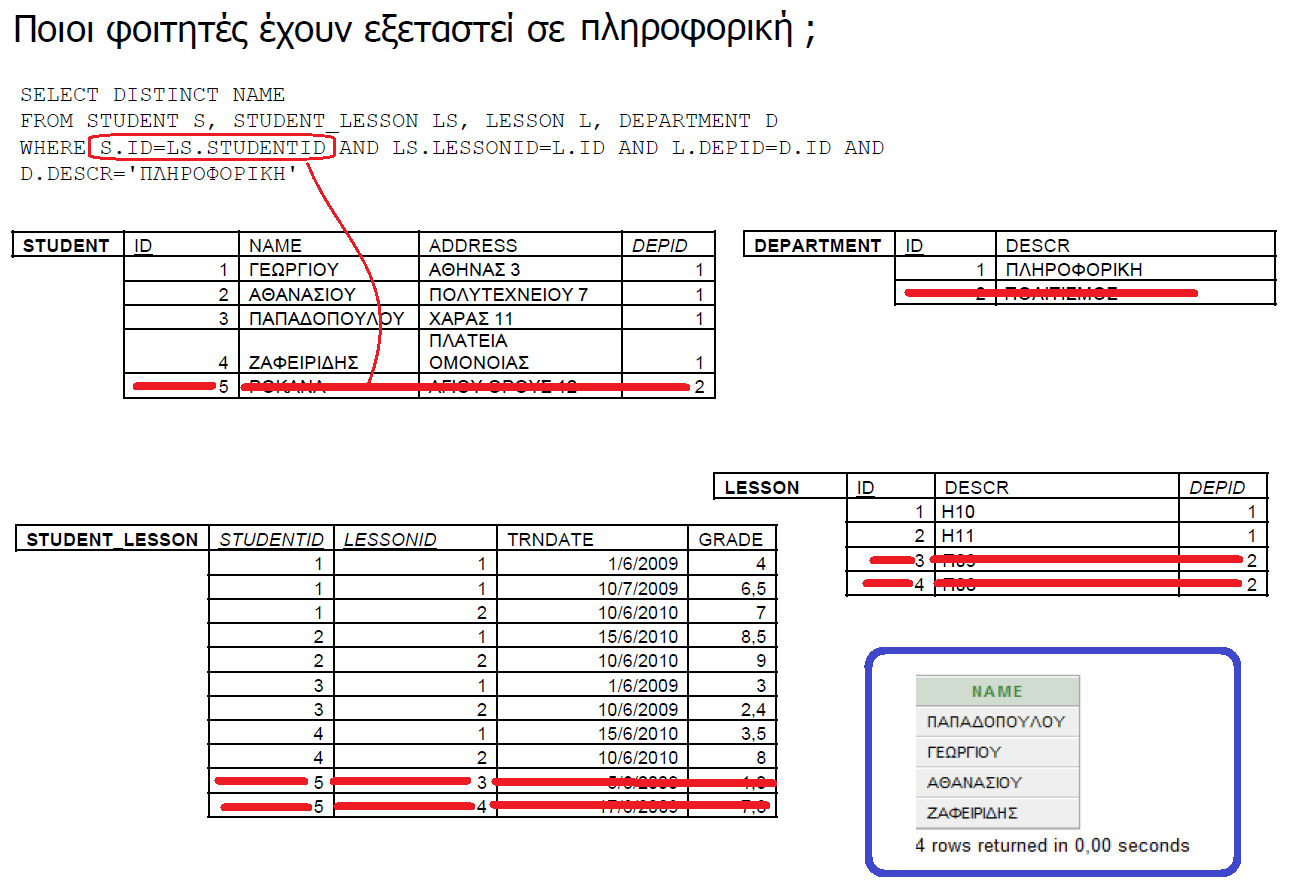 Ποιοι φοιτητές έχουν εξεταστεί σε πληροφορική ;
SELECT DISTINCT NAME
FROM STUDENT S, STUDENT_LESSON LS, LESSON L, DEPARTMENT D
WHERE S.ID=LS.STUDENTID AND LS.LESSONID=L.ID AND L.DEPID=D.ID AND
D.DESCR='ΠΛΗΡΟΦΟΡΙΚΗ'
STUDENT ID NAME ADDRESS DEPID
1 ΓΕΩΡΓΙΟΥ ΑΘΗΝΑΣ 3 1
2 ΑΘΑΝΑΣΙΟΥ ΠΟΛΥΤΕΧΝΕΙΟΥ 7 1
3 ΠΑΠΑΔΟΠΟΥΛΟΥ ΧΑΡΑΣ 11 1
4 ΖΑΦΕΙΡΙΔΗΣ ΠΛΑΤΕΙΑ
ΟΜΟΝΟΙΑΣ 1
5 ΡΟΚΑΝΑ ΑΓΙΟΥ ΟΡΟΥΣ 12 2
DEPARTMENT ID DESCR
1 ΠΛΗΡΟΦΟΡΙΚΗ
2 ΠΟΛΙΤΙΣΜΟΣ
LESSON ID DESCR DEPID
1 Η10 1
2 Η11 1
3 2
4 2
STUDENT_LESSON STUDENTID LESSONID TRNDATE GRADE
1 1 1/6/2009 4
1 1 10/7/2009 6,5
1 2 10/6/2010 7
2 1 15/6/2010 8,5
2 2 10/6/2010 9
3 1 1/6/2009 3
3 2 10/6/2009 2,4
4 1 15/6/2010 3,5
4 2 10/6/2010 8
5 3
5 4
NAME
ΠΑΠΑΔΟΠΟΥΛΟΥ
ΓΕΩΡΓΙΟΥ
ΑΘΑΝΑΣΙΟΥ
ΖΑΦΕΙΡΙΔΗΣ
4 rows returned in 0,00 seconds